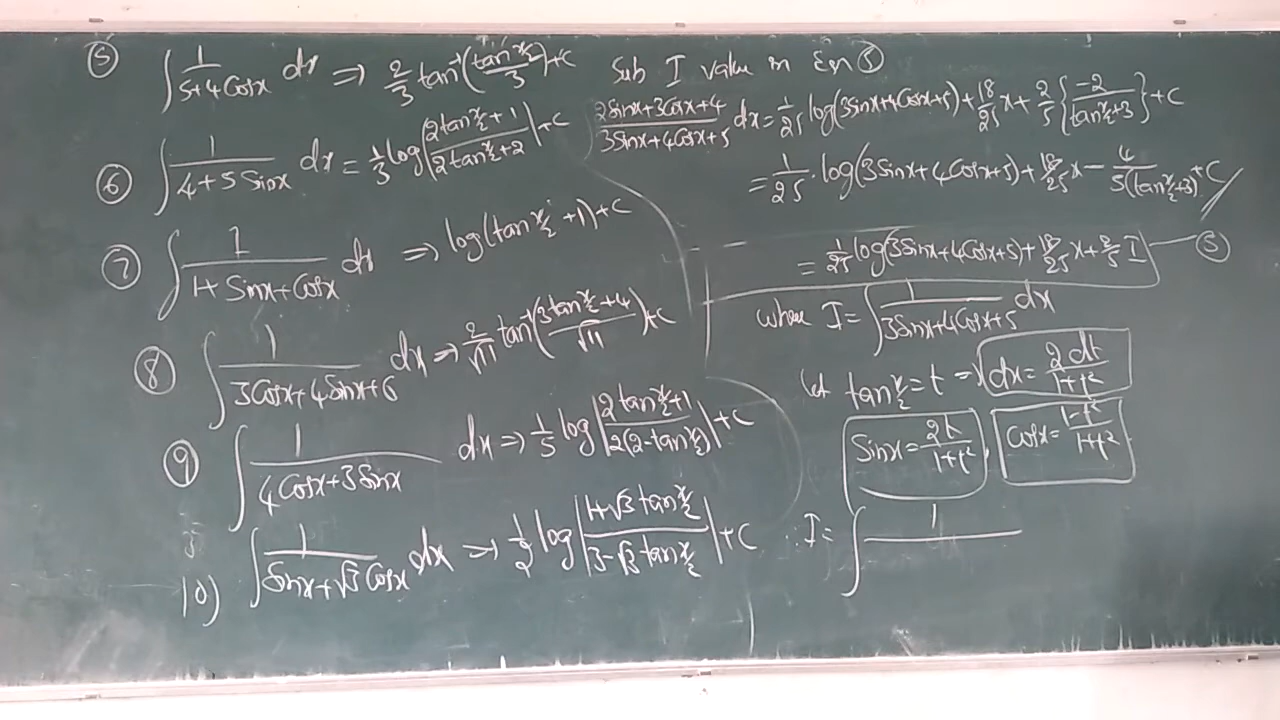 ⑤ ∫ 1/(5+4Cosx) dx ⇒ 2/3 tan⁻¹(tan x/2 / 3)+C
⑥ ∫ 1/(4+5Sinx) dx = 1/3 log|(2tan x/2 + 1)/(2tan x/2 + 2)|+C
⑦ ∫ 1/(1+Sinx+Cosx) dx ⇒ log(tan x/2 +1)+C
⑧ ∫ 1/(3Cosx+4Sinx+6) dx ⇒ 2/√11 tan⁻¹((3tan x/2 +4)/√11)+C
⑨ ∫ 1/(4Cosx+3Sinx) dx ⇒ 1/5 log|(2tan x/2 +1)/(2(2-tan x/2))|+C
10) ∫ 1/(Sinx+√3 Cosx) dx ⇒ 1/2 log|(1+√3 tan x/2)/(3-√3 tan x/2)|+C
Sub I value in Eqn ⑤
(2Sinx+3Cosx+4)/(3Sinx+4Cosx+5) dx = 1/25 log(3Sinx+4Cosx+5)+18/25 x+2/5{-2/(tan x/2 +3)}+C
= 1/25 · log(3Sinx+4Cosx+5)+18/25 x - 4/(5(tan x/2 +3)) +C
= 1/25 log(3Sinx+4Cosx+5)+18/25 x+2/5 I — ⑤
where I= ∫ 1/(3Sinx+4Cosx+5) dx
let tan x/2 = t ⇒ dx= 2dt/(1+t²)
Sinx= 2t/(1+t²), Cosx= (1-t²)/(1+t²)
∴ I= ∫ 1/